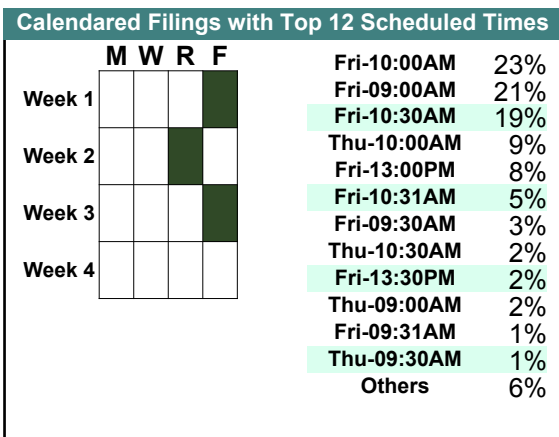 Calendared Filings with Top 12 Scheduled Times
M W R F
Week 1
Week 2
Week 3
Week 4
Fri-10:00AM 23%
Fri-09:00AM 21%
Fri-10:30AM 19%
Thu-10:00AM 9%
Fri-13:00PM 8%
Fri-10:31AM 5%
Fri-09:30AM 3%
Thu-10:30AM 2%
Fri-13:30PM 2%
Thu-09:00AM 2%
Fri-09:31AM 1%
Thu-09:30AM 1%
Others 6%